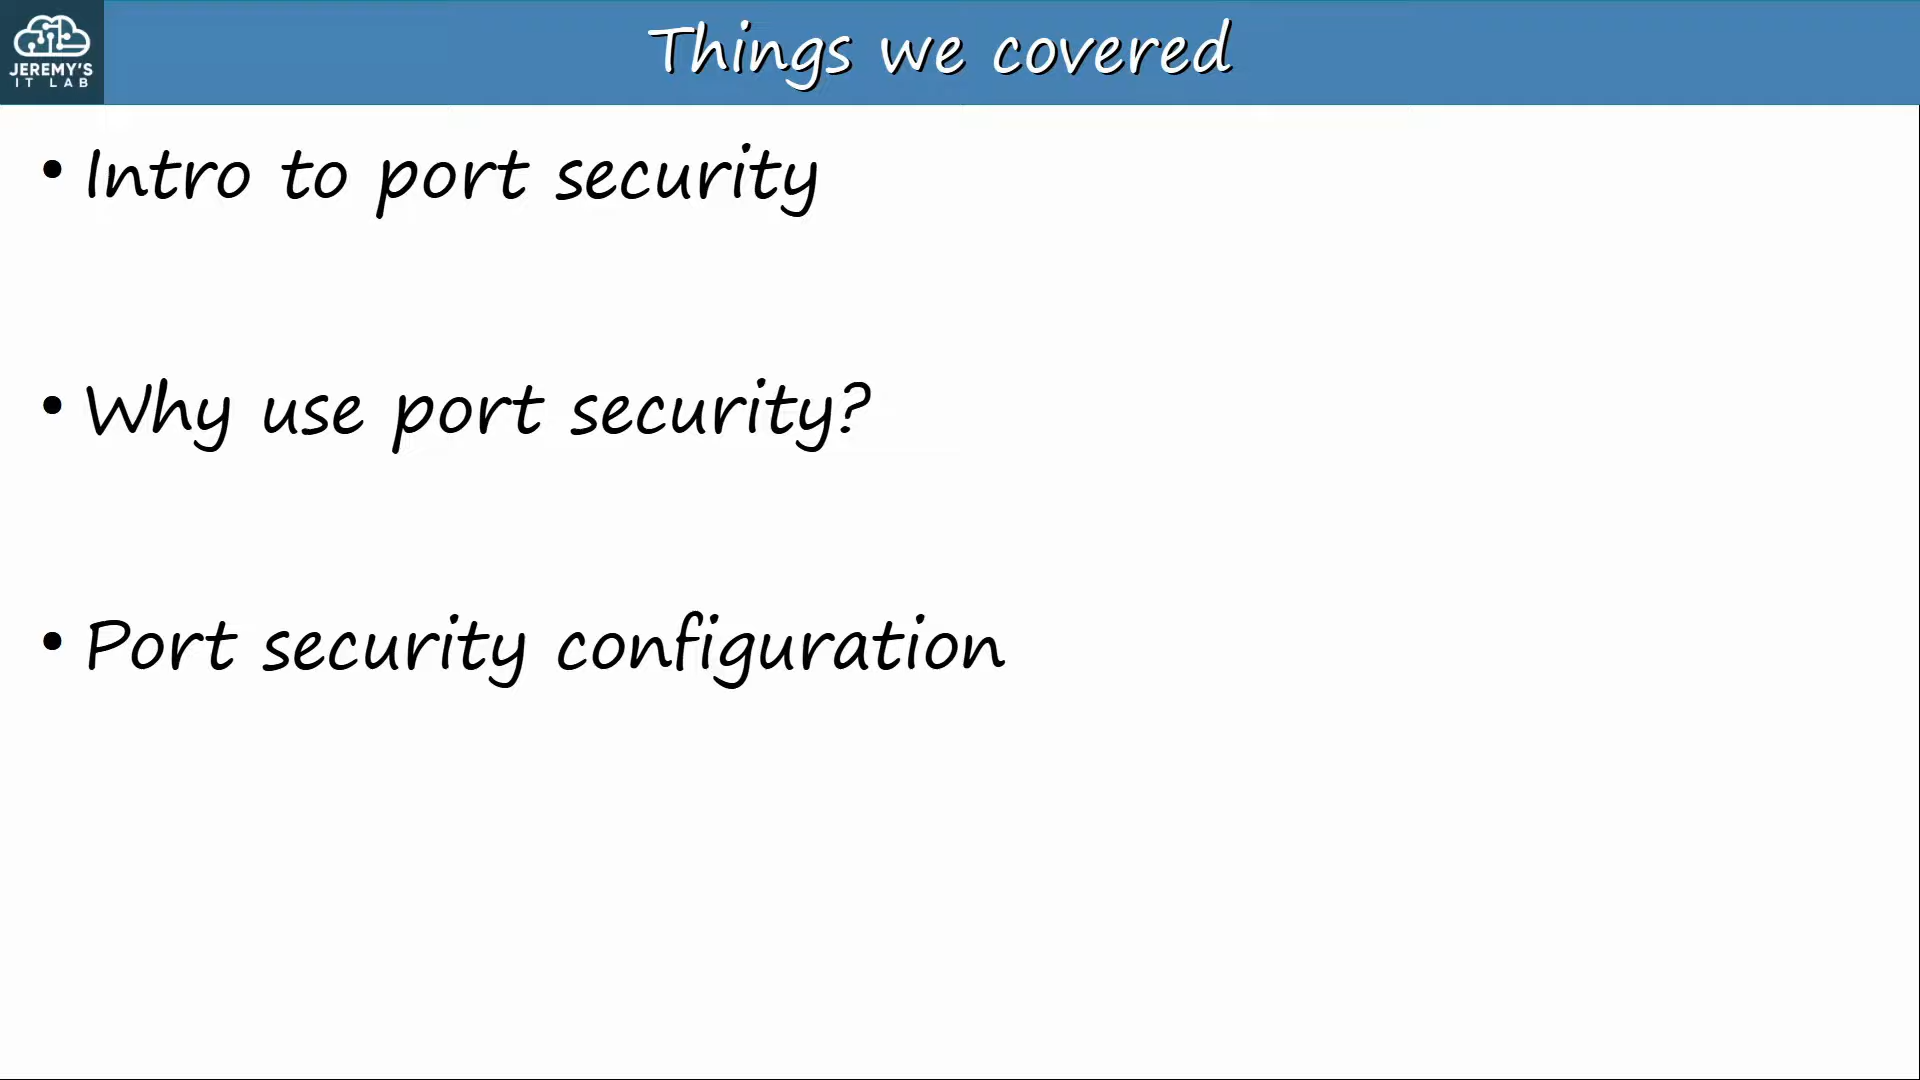 JEREMY'S
IT LAB
Things we covered
• Intro to port security
• Why use port security?
• Port security configuration